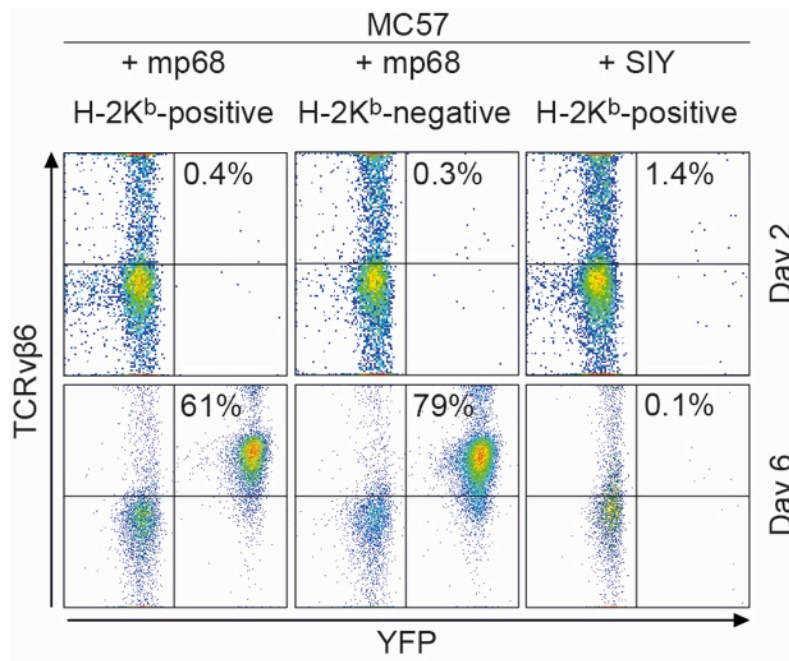 MC57
+ mp68 + mp68 + SIY
H-2Kᵇ-positive H-2Kᵇ-negative H-2Kᵇ-positive
0.4% 0.3% 1.4%
Day 2
TCRvβ6
61% 79% 0.1%
Day 6
YFP